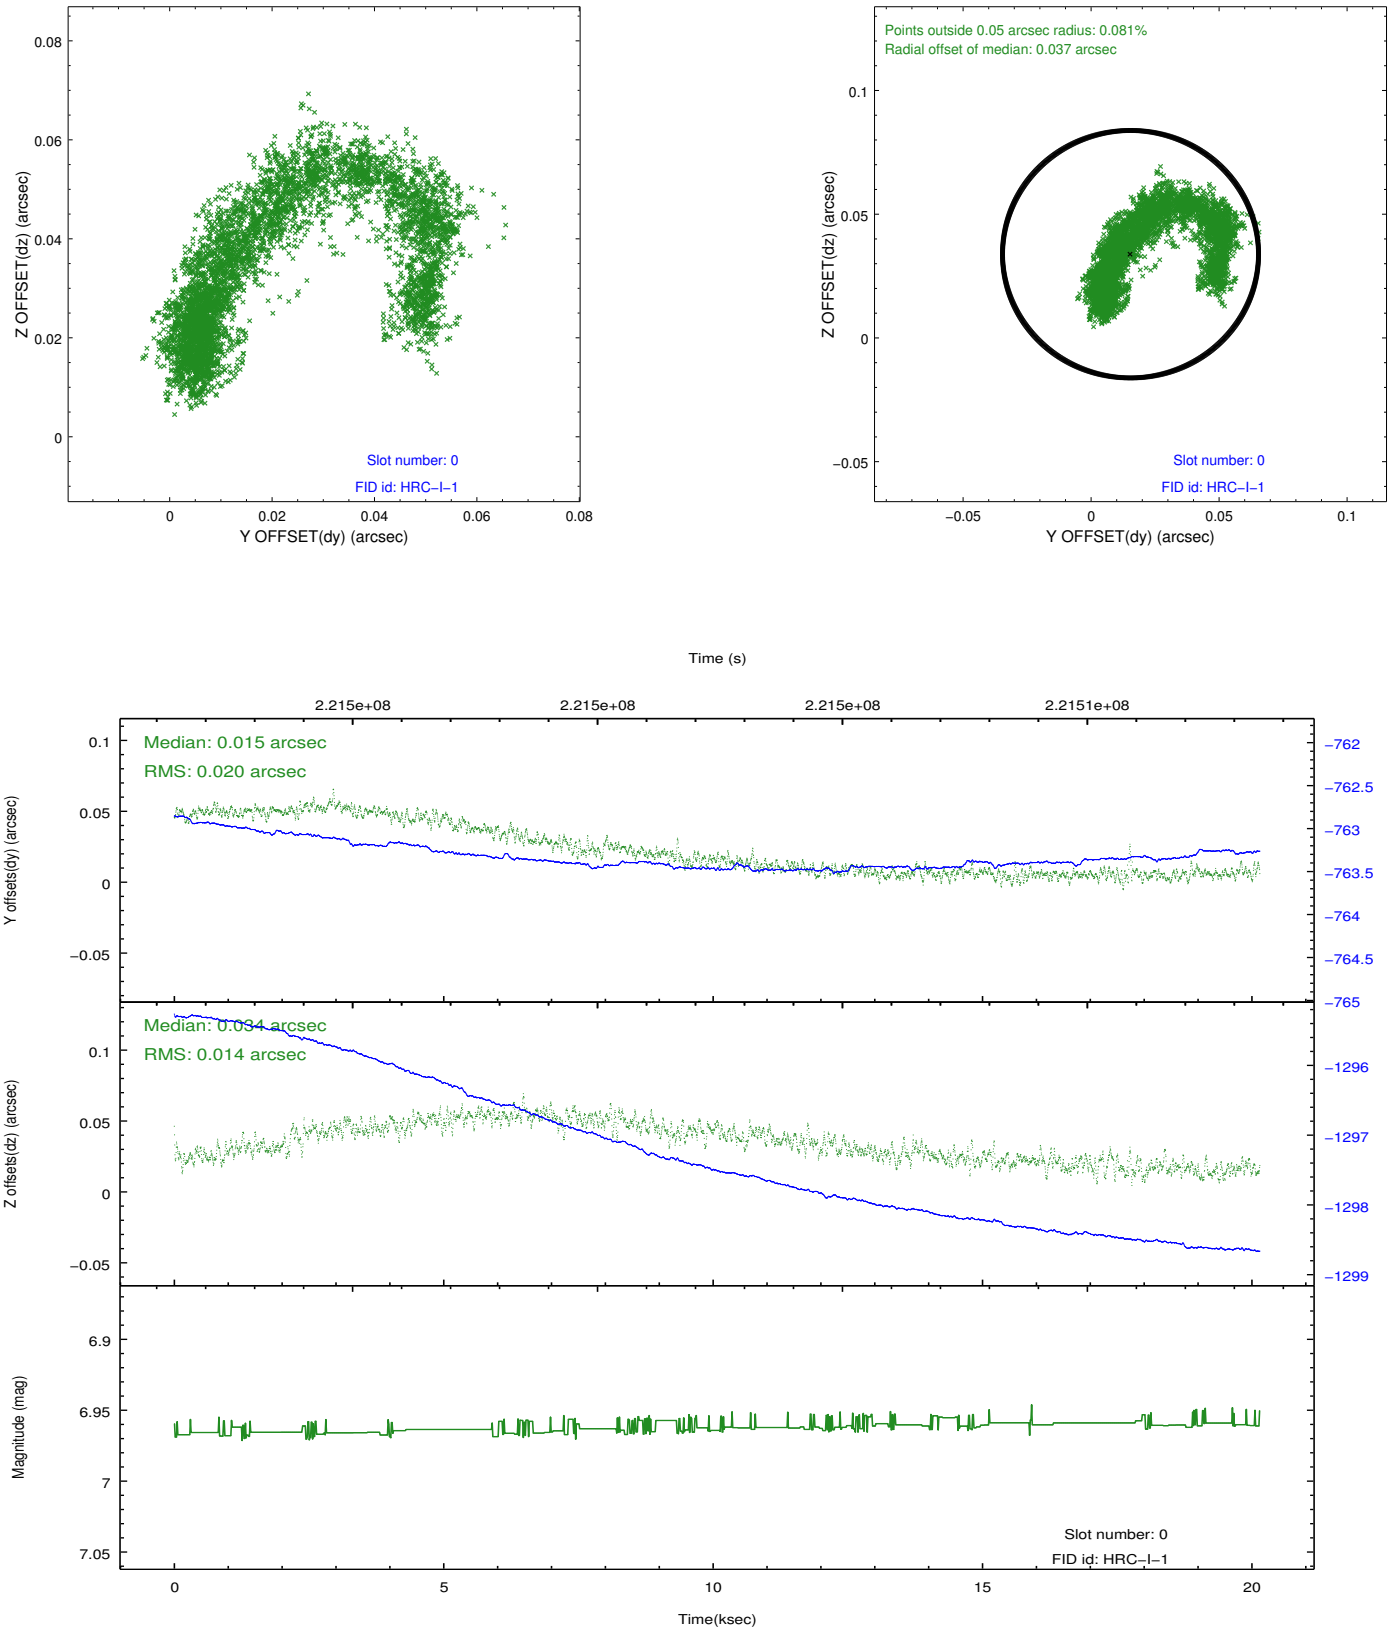 0.08
0.06
0.04
0.02
0
Z OFFSET(dz) (arcsec)
Slot number: 0
FID id: HRC−I−1
0 0.02 0.04 0.06 0.08
Y OFFSET(dy) (arcsec)
Points outside 0.05 arcsec radius: 0.081%
Radial offset of median: 0.037 arcsec
0.1
0.05
0
−0.05
Z OFFSET(dz) (arcsec)
Slot number: 0
FID id: HRC−I−1
−0.05 0 0.05 0.1
Y OFFSET(dy) (arcsec)
Time (s)
2.215e+08 2.215e+08 2.215e+08 2.2151e+08
Median: 0.015 arcsec
RMS: 0.020 arcsec
0.1
0.05
0
−0.05
Y offsets(dy) (arcsec)
−762
−762.5
−763
−763.5
−764
−764.5
−765
Median: 0.034 arcsec
RMS: 0.014 arcsec
0.1
0.05
0
−0.05
Z offsets(dz) (arcsec)
−1296
−1297
−1298
−1299
6.9
6.95
7
7.05
Magnitude (mag)
Slot number: 0
FID id: HRC−I−1
0 5 10 15 20
Time(ksec)